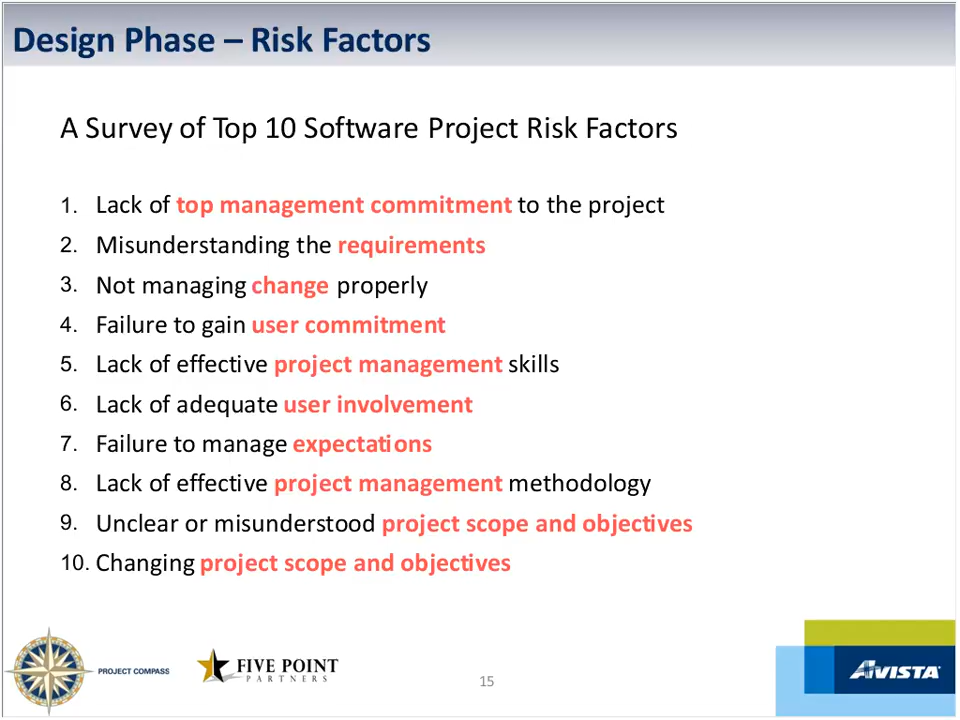 Design Phase – Risk Factors
A Survey of Top 10 Software Project Risk Factors
1. Lack of top management commitment to the project
2. Misunderstanding the requirements
3. Not managing change properly
4. Failure to gain user commitment
5. Lack of effective project management skills
6. Lack of adequate user involvement
7. Failure to manage expectations
8. Lack of effective project management methodology
9. Unclear or misunderstood project scope and objectives
10. Changing project scope and objectives
PROJECT COMPASS
FIVE POINT
PARTNERS
15
AVISTA